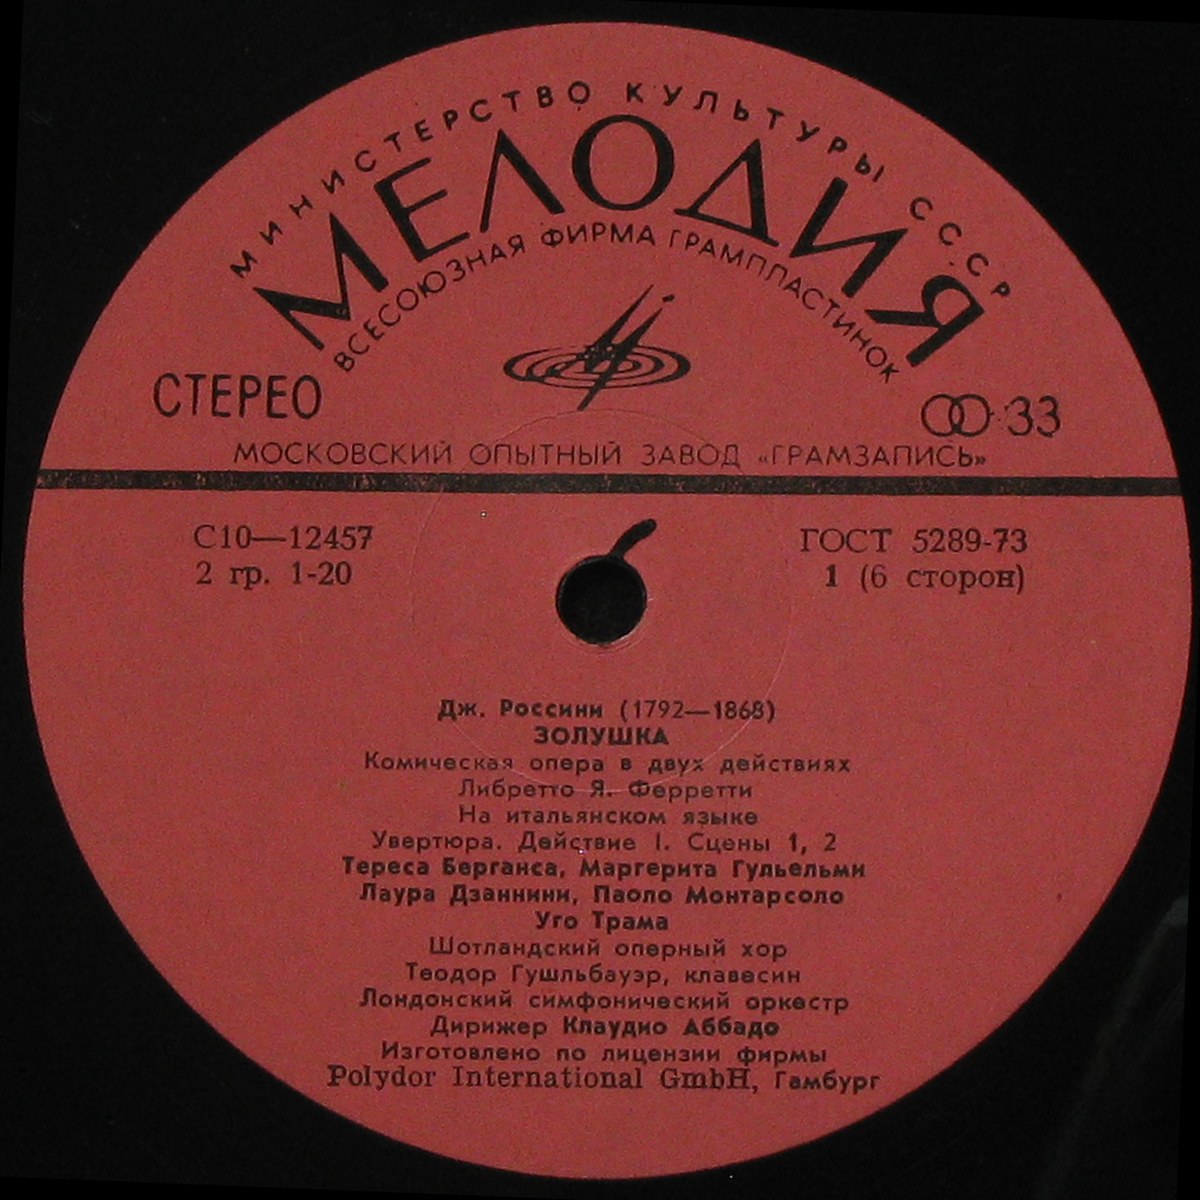 МИНИСТЕРСТВО КУЛЬТУРЫ СССР
МЕЛОДИЯ
ВСЕСОЮЗНАЯ ФИРМА ГРАМПЛАСТИНОК
СТЕРЕО
33
МОСКОВСКИЙ ОПЫТНЫЙ ЗАВОД «ГРАМЗАПИСЬ»
С10—12457
ГОСТ 5289-73
2 гр. 1-20
1 (6 сторон)
Дж. Россини (1792—1868)
ЗОЛУШКА
Комическая опера в двух действиях
Либретто Я. Ферретти
На итальянском языке
Увертюра. Действие I. Сцены 1, 2
Тереса Берганса, Маргерита Гульельми
Лаура Дзаннини, Паоло Монтарсоло
Уго Трама
Шотландский оперный хор
Теодор Гушльбауэр, клавесин
Лондонский симфонический оркестр
Дирижер Клаудио Аббадо
Изготовлено по лицензии фирмы
Polydor International GmbH, Гамбург